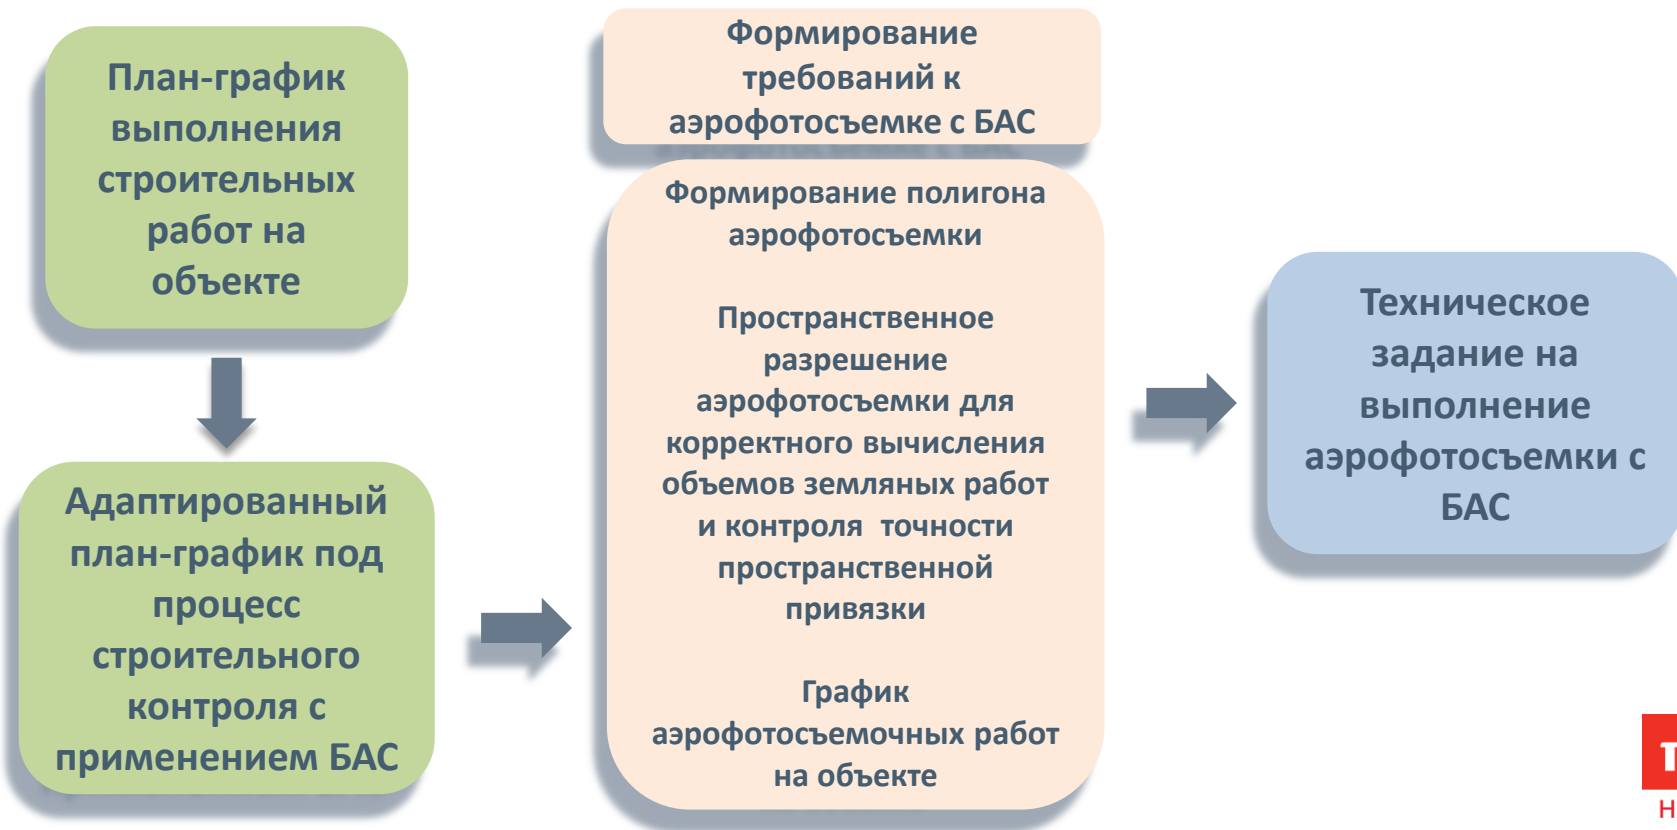 План-график
выполнения
строительных
работ на
объекте
Адаптированный
план-график под
процесс
строительного
контроля с
применением БАС
Формирование
требований к
аэрофотосъемке с БАС
Формирование полигона
аэрофотосъемки
Пространственное
разрешение
аэрофотосъемки для
корректного вычисления
объемов земляных работ
и контроля точности
пространственной
привязки
График
аэрофотосъемочных работ
на объекте
Техническое
задание на
выполнение
аэрофотосъемки с
БАС